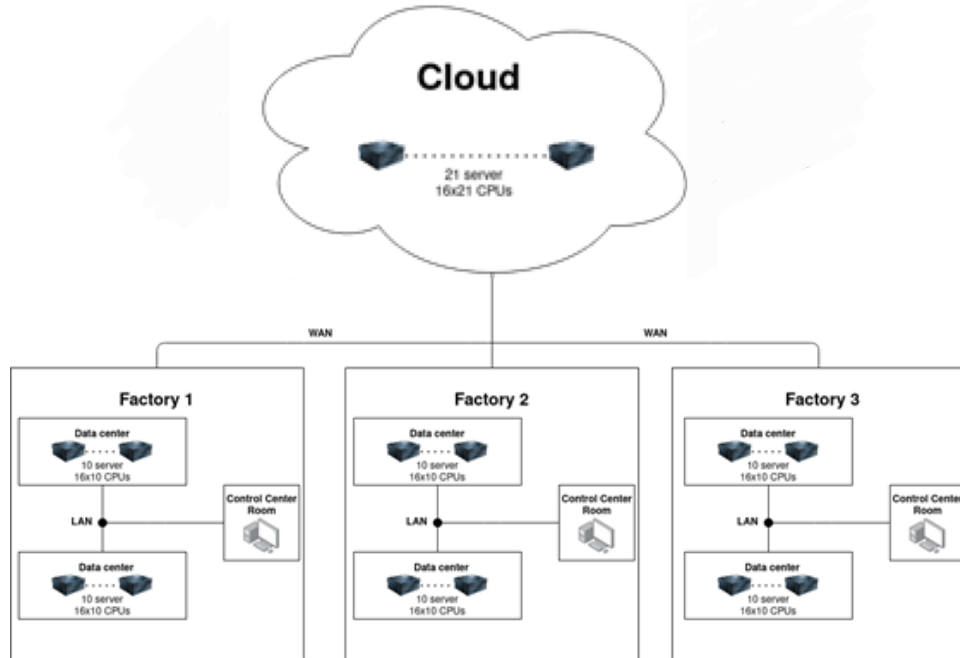 Cloud
21 server
16x21 CPUs
WAN
WAN
Factory 1
Data center
10 server
16x10 CPUs
LAN
Control Center
Room
Data center
10 server
16x10 CPUs
Factory 2
Data center
10 server
16x10 CPUs
LAN
Control Center
Room
Data center
10 server
16x10 CPUs
Factory 3
Data center
10 server
16x10 CPUs
LAN
Control Center
Room
Data center
10 server
16x10 CPUs